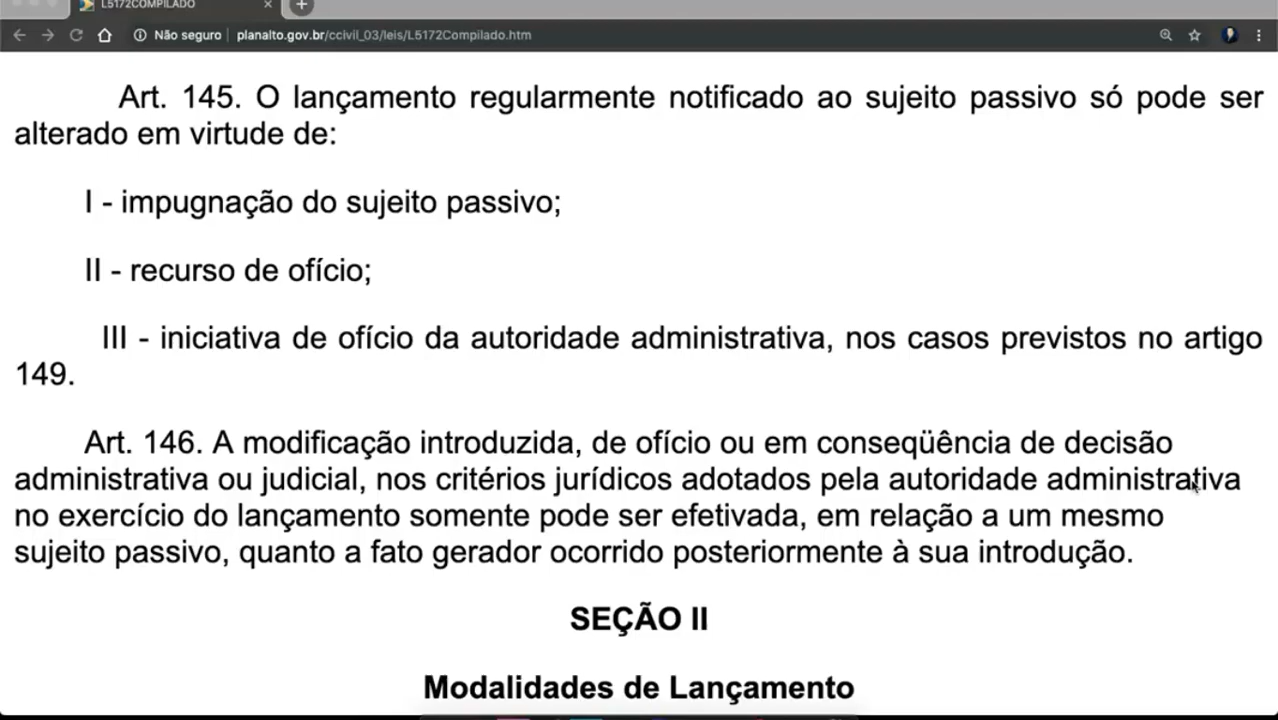 L5172COMPILADO
Não seguro
planalto.gov.br/ccivil_03/leis/L5172Compilado.htm
Art. 145. O lançamento regularmente notificado ao sujeito passivo só pode ser
alterado em virtude de:
I - impugnação do sujeito passivo;
II - recurso de ofício;
III - iniciativa de ofício da autoridade administrativa, nos casos previstos no artigo
149.
Art. 146. A modificação introduzida, de ofício ou em conseqüência de decisão
administrativa ou judicial, nos critérios jurídicos adotados pela autoridade administrativa
no exercício do lançamento somente pode ser efetivada, em relação a um mesmo
sujeito passivo, quanto a fato gerador ocorrido posteriormente à sua introdução.
SEÇÃO II
Modalidades de Lançamento